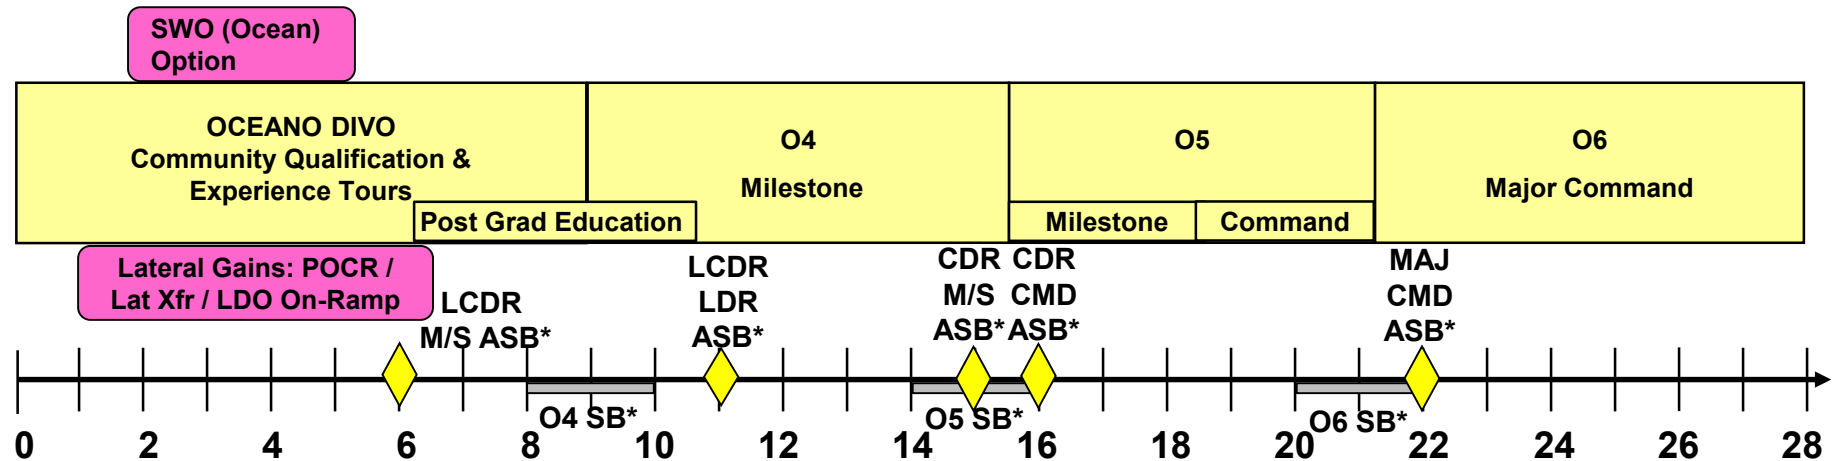 SWO (Ocean)
Option
OCEANO DIVO
Community Qualification &
Experience Tours
Post Grad Education
O4
Milestone
O5
Milestone
Command
O6
Major Command
Lateral Gains: POCR /
Lat Xfr / LDO On-Ramp
LCDR
M/S ASB*
LCDR
LDR
ASB*
CDR
M/S
ASB*
CDR
CMD
ASB*
MAJ
CMD
ASB*
O4 SB*
O5 SB*
O6 SB*
0 2 4 6 8 10 12 14 16 18 20 22 24 26 28